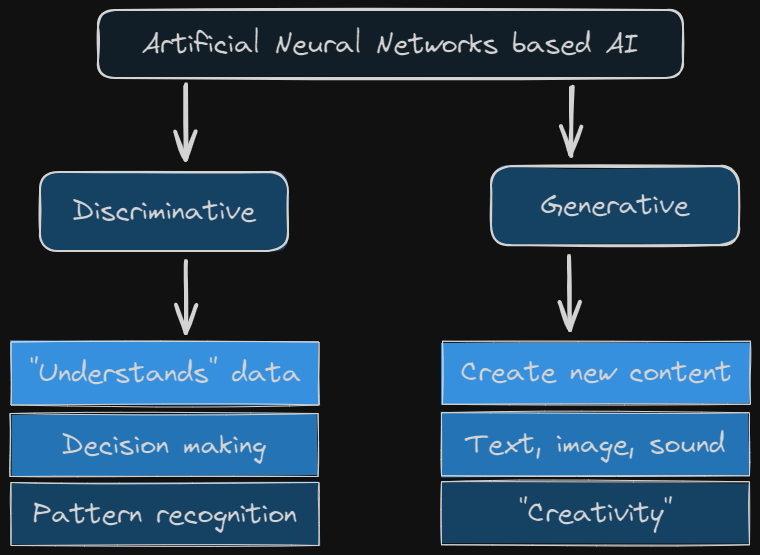 Artificial Neural Networks based AI
Discriminative
Generative
"Understands" data
Create new content
Decision making
Text, image, sound
Pattern recognition
"Creativity"